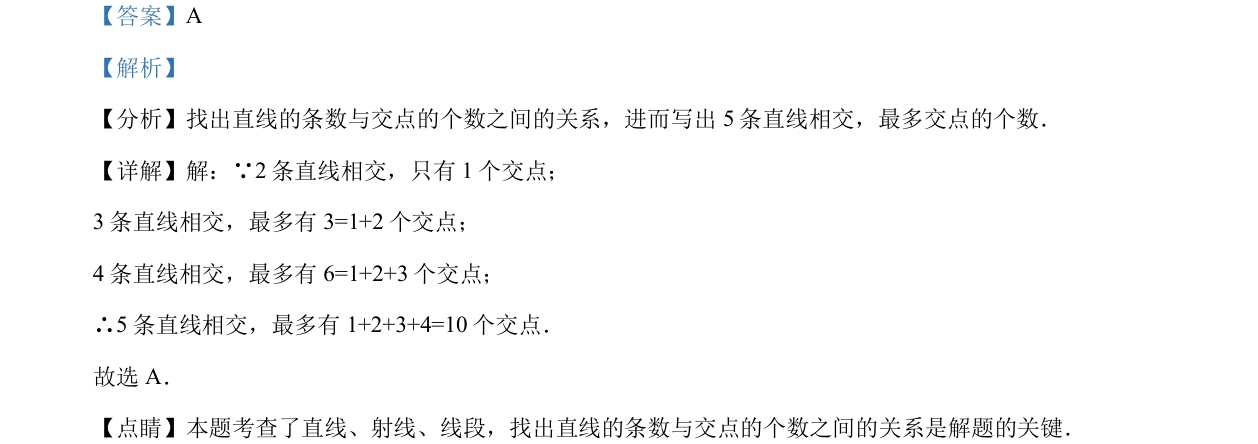 【答案】A
【解析】
【分析】找出直线的条数与交点的个数之间的关系，进而写出 5 条直线相交，最多交点的个数．
【详解】解：∵2 条直线相交，只有 1 个交点；
3 条直线相交，最多有 3=1+2 个交点；
4 条直线相交，最多有 6=1+2+3 个交点；
∴5 条直线相交，最多有 1+2+3+4=10 个交点．
故选 A．
【点睛】本题考查了直线、射线、线段，找出直线的条数与交点的个数之间的关系是解题的关键．